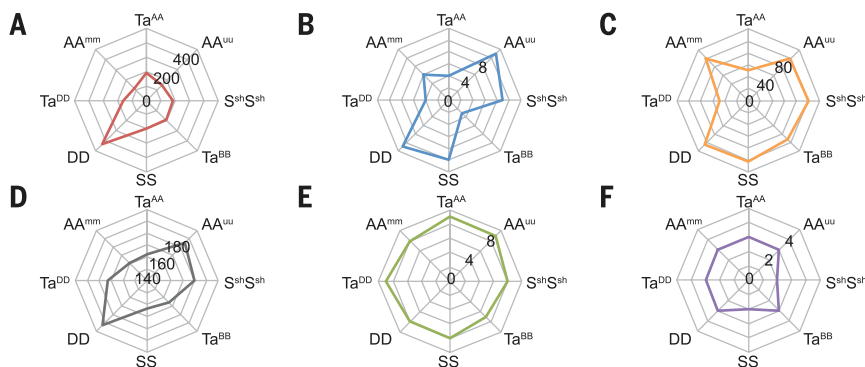 A
Ta^AA
AA^mm
AA^uu
400
200
0
Ta^DD
S^shS^sh
DD
Ta^BB
SS
B
Ta^AA
AA^mm
AA^uu
8
4
0
Ta^DD
S^shS^sh
DD
Ta^BB
SS
C
Ta^AA
AA^mm
AA^uu
80
40
0
Ta^DD
S^shS^sh
DD
Ta^BB
SS
D
Ta^AA
AA^mm
AA^uu
180
160
140
Ta^DD
S^shS^sh
DD
Ta^BB
SS
E
Ta^AA
AA^mm
AA^uu
8
4
0
Ta^DD
S^shS^sh
DD
Ta^BB
SS
F
Ta^AA
AA^mm
AA^uu
4
2
0
Ta^DD
S^shS^sh
DD
Ta^BB
SS